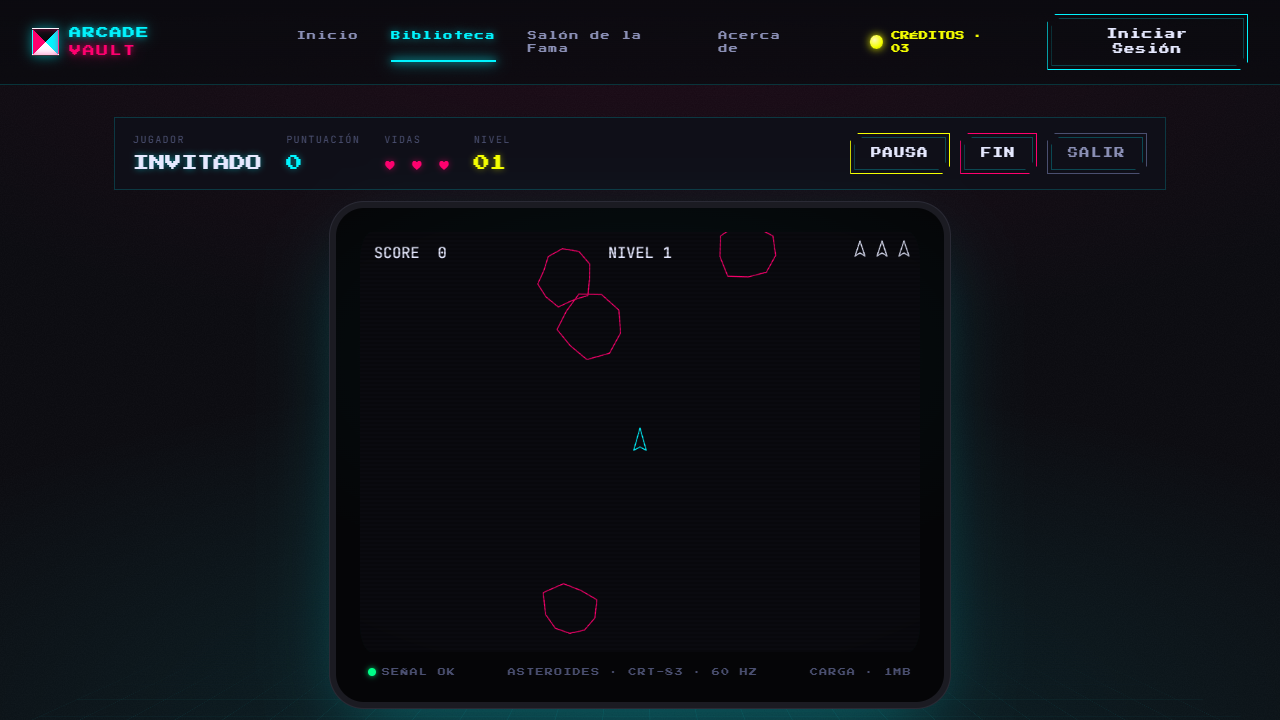 ARCADE
VAULT
Inicio
Biblioteca
Salón de la
Fama
Acerca
de
CRéDITOS ·
03
Iniciar
Sesión
JUGADOR
INVITADO
PUNTUACIÓN
0
VIDAS
♥ ♥ ♥
NIVEL
01
PAUSA
FIN
SALIR
SCORE 0
NIVEL 1
SEÑAL OK
ASTEROIDES · CRT-83 · 60 HZ
CARGA · 1MB